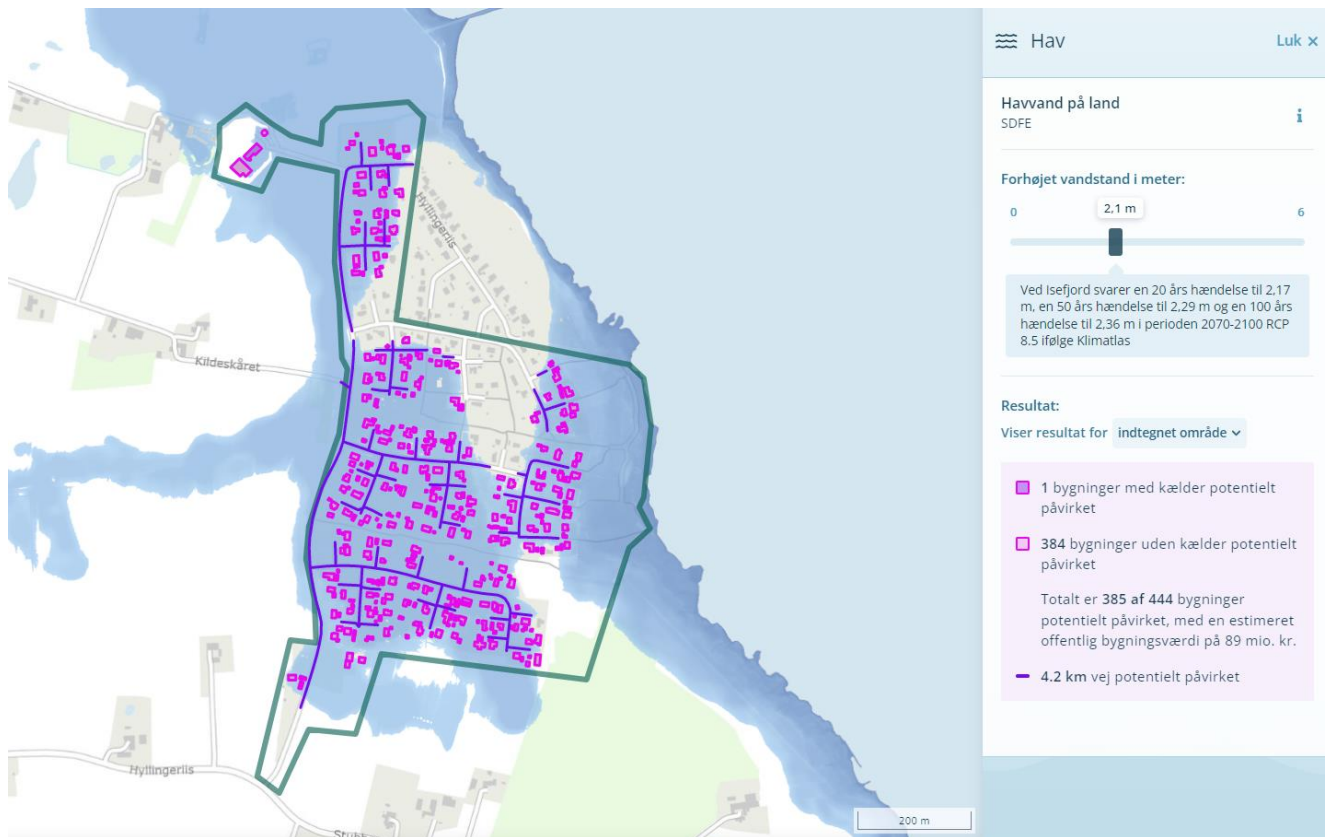 Hyllingeriis
Kildeskåret
Hyllingeriis
200 m
Hav
Luk ×
Havvand på land
SDFE
i
Forhøjet vandstand i meter:
0
2,1 m
6
Ved Isefjord svarer en 20 års hændelse til 2,17
m, en 50 års hændelse til 2,29 m og en 100 års
hændelse til 2,36 m i perioden 2070-2100 RCP
8.5 ifølge Klimatlas
Resultat:
Viser resultat for indtegnet område
1 bygninger med kælder potentielt
påvirket
384 bygninger uden kælder potentielt
påvirket
Totalt er 385 af 444 bygninger
potentielt påvirket, med en estimeret
offentlig bygningsværdi på 89 mio. kr.
4.2 km vej potentielt påvirket